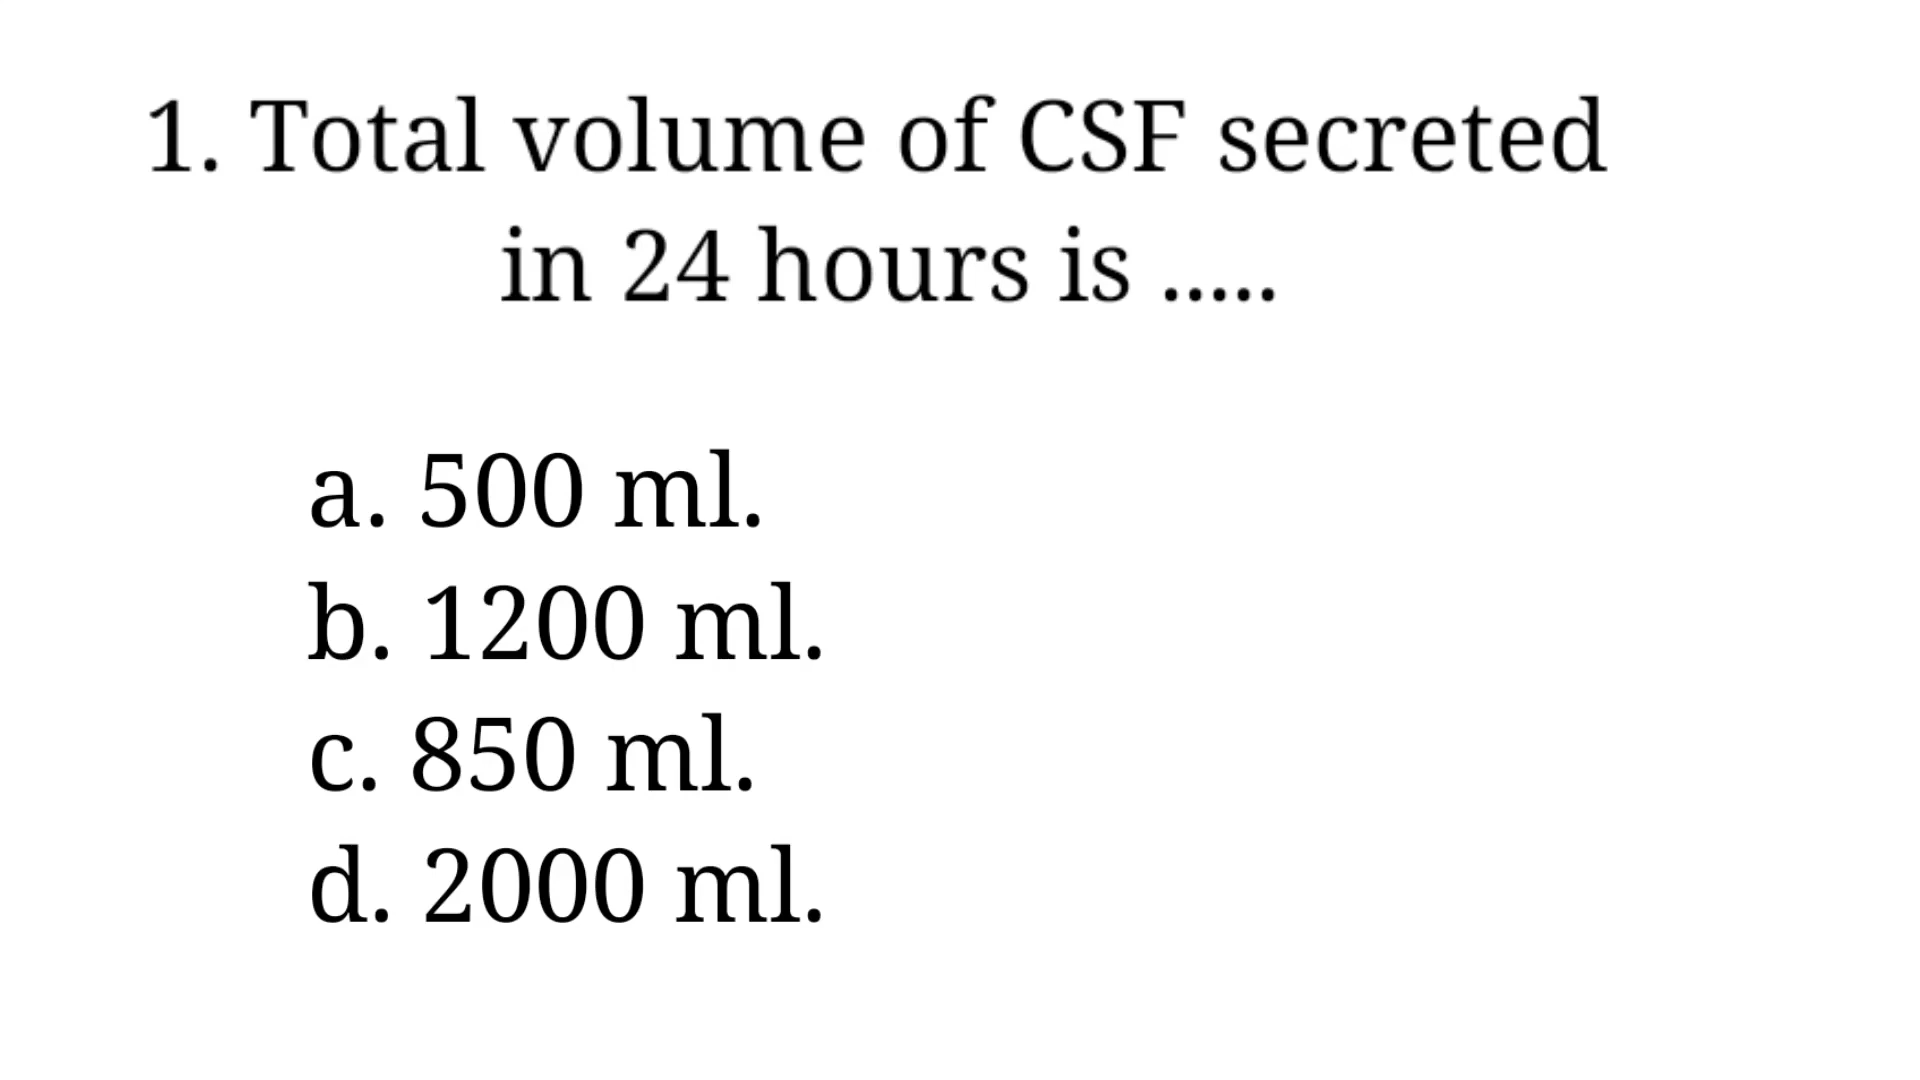 1. Total volume of CSF secreted
in 24 hours is .....
a. 500 ml.
b. 1200 ml.
c. 850 ml.
d. 2000 ml.